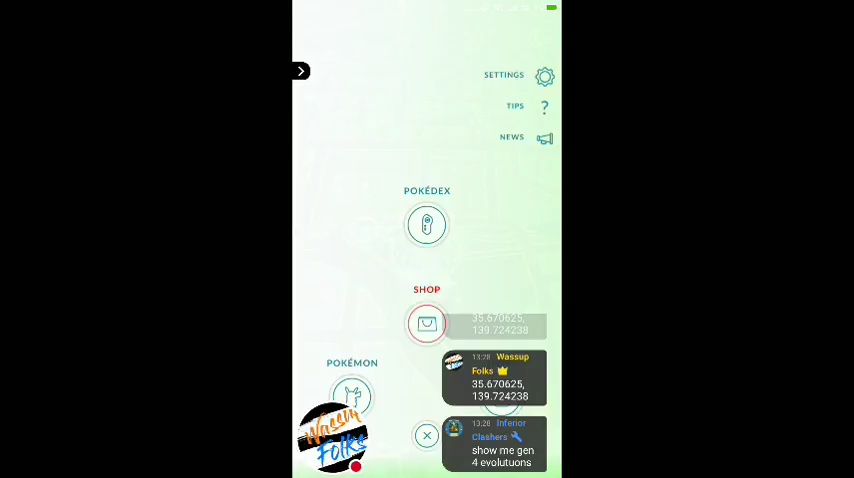 SETTINGS
TIPS
?
NEWS
POKÉDEX
SHOP
35.670625,
139.724238
13:28 Wassup
Folks
35.670625,
139.724238
POKÉMON
Wassup
Folks
13:28 Inferior
Clashers
show me gen
4 evolutuons